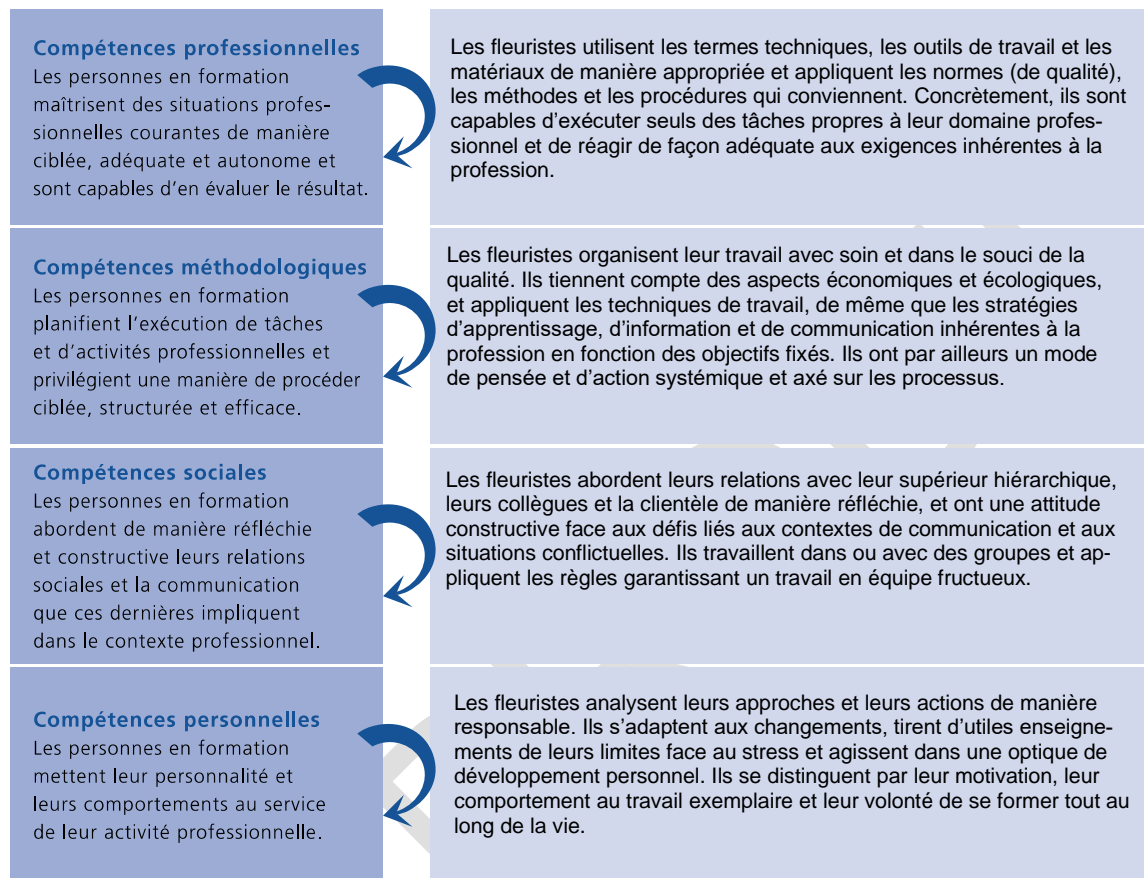 Compétences professionnelles
Les personnes en formation
maîtrisent des situations profes-
sionnelles courantes de manière
ciblée, adéquate et autonome et
sont capables d'en évaluer le résultat.
Les fleuristes utilisent les termes techniques, les outils de travail et les
matériaux de manière appropriée et appliquent les normes (de qualité),
les méthodes et les procédures qui conviennent. Concrètement, ils sont
capables d'exécuter seuls des tâches propres à leur domaine profes-
sionnel et de réagir de façon adéquate aux exigences inhérentes à la
profession.
Compétences méthodologiques
Les personnes en formation
planifient l'exécution de tâches
et d'activités professionnelles et
privilégient une manière de procéder
ciblée, structurée et efficace.
Les fleuristes organisent leur travail avec soin et dans le souci de la
qualité. Ils tiennent compte des aspects économiques et écologiques,
et appliquent les techniques de travail, de même que les stratégies
d'apprentissage, d'information et de communication inhérentes à la
profession en fonction des objectifs fixés. Ils ont par ailleurs un mode
de pensée et d'action systémique et axé sur les processus.
Compétences sociales
Les personnes en formation
abordent de manière réfléchie
et constructive leurs relations
sociales et la communication
que ces dernières impliquent
dans le contexte professionnel.
Les fleuristes abordent leurs relations avec leur supérieur hiérarchique,
leurs collègues et la clientèle de manière réfléchie, et ont une attitude
constructive face aux défis liés aux contextes de communication et aux
situations conflictuelles. Ils travaillent dans ou avec des groupes et ap-
pliquent les règles garantissant un travail en équipe fructueux.
Compétences personnelles
Les personnes en formation
mettent leur personnalité et
leurs comportements au service
de leur activité professionnelle.
Les fleuristes analysent leurs approches et leurs actions de manière
responsable. Ils s'adaptent aux changements, tirent d'utiles enseigne-
ments de leurs limites face au stress et agissent dans une optique de
développement personnel. Ils se distinguent par leur motivation, leur
comportement au travail exemplaire et leur volonté de se former tout au
long de la vie.